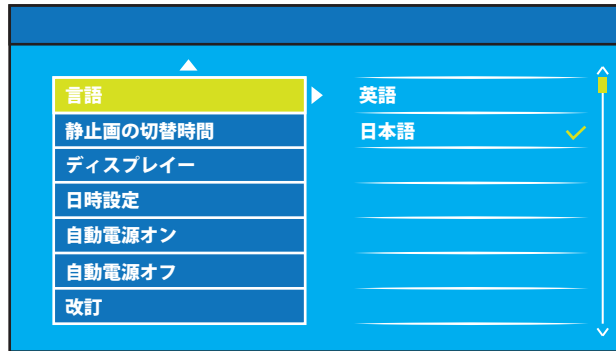 言語
静止画の切替時間
ディスプレイー
日時設定
自動電源オン
自動電源オフ
改訂
英語
日本語